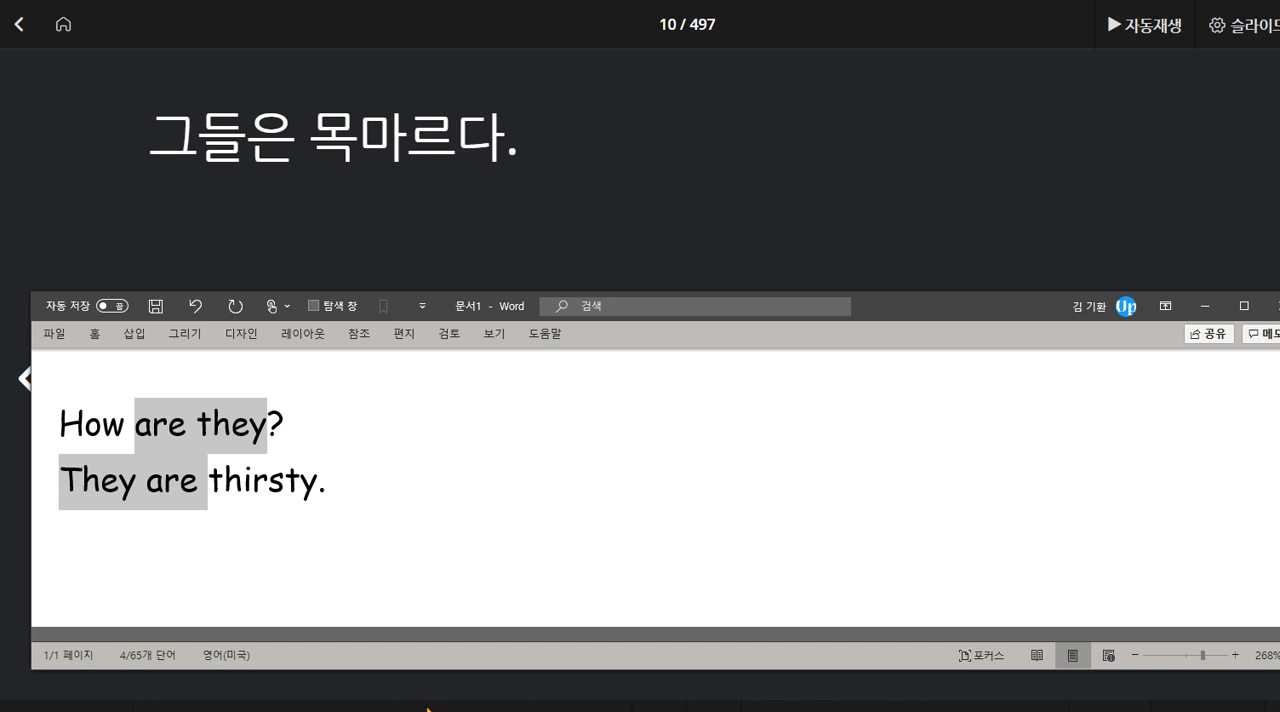 10 / 497
자동재생
슬라이드
그들은 목마르다.
자동 저장 끔 탐색 창 문서1 - Word 검색 김 기환 Up
파일 홈 삽입 그리기 디자인 레이아웃 참조 편지 검토 보기 도움말 공유 메모
How are they?
They are thirsty.
1/1 페이지 4/65개 단어 영어(미국) 포커스 268%